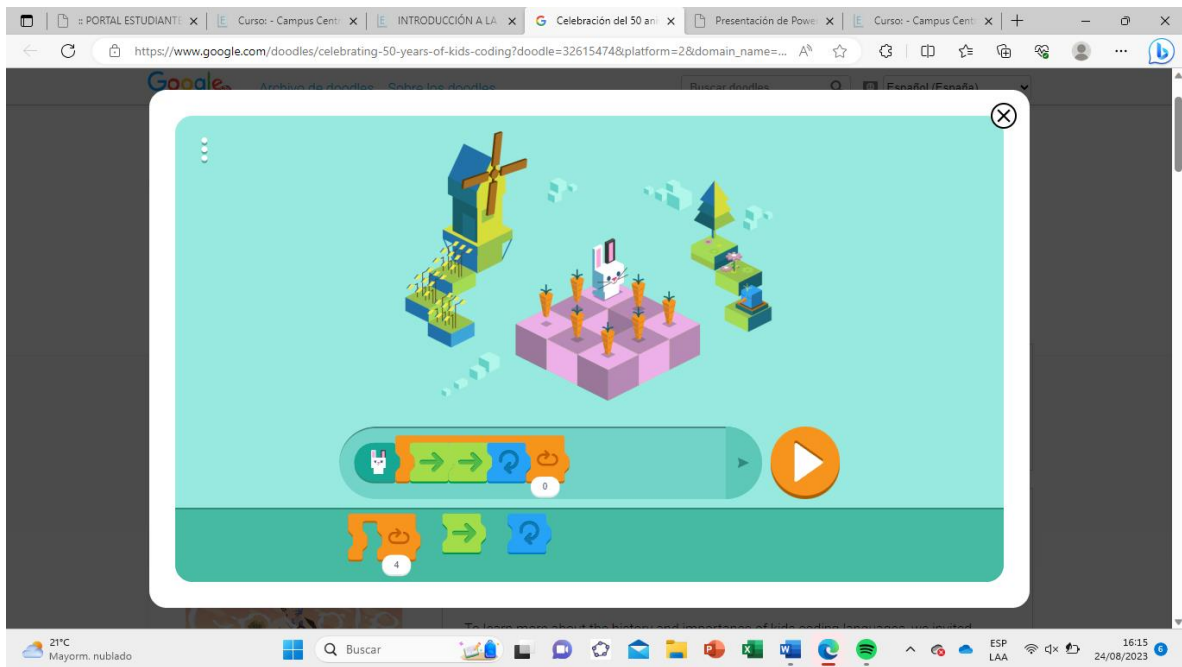 :: PORTAL ESTUDIANTI
Curso: - Campus Centr
INTRODUCCIÓN A LA
Celebración del 50 ani
Presentación de Power
Curso: - Campus Centr
https://www.google.com/doodles/celebrating-50-years-of-kids-coding?doodle=32615474&platform=2&domain_name=...
Google
Archivo de doodles Sobre los doodles
Buscar doodles
Español (España)
0
4
To learn more about the history and importance of kids coding languages, we invited
21°C
Mayorm. nublado
Buscar
ESP
LAA
16:15
24/08/2023
6